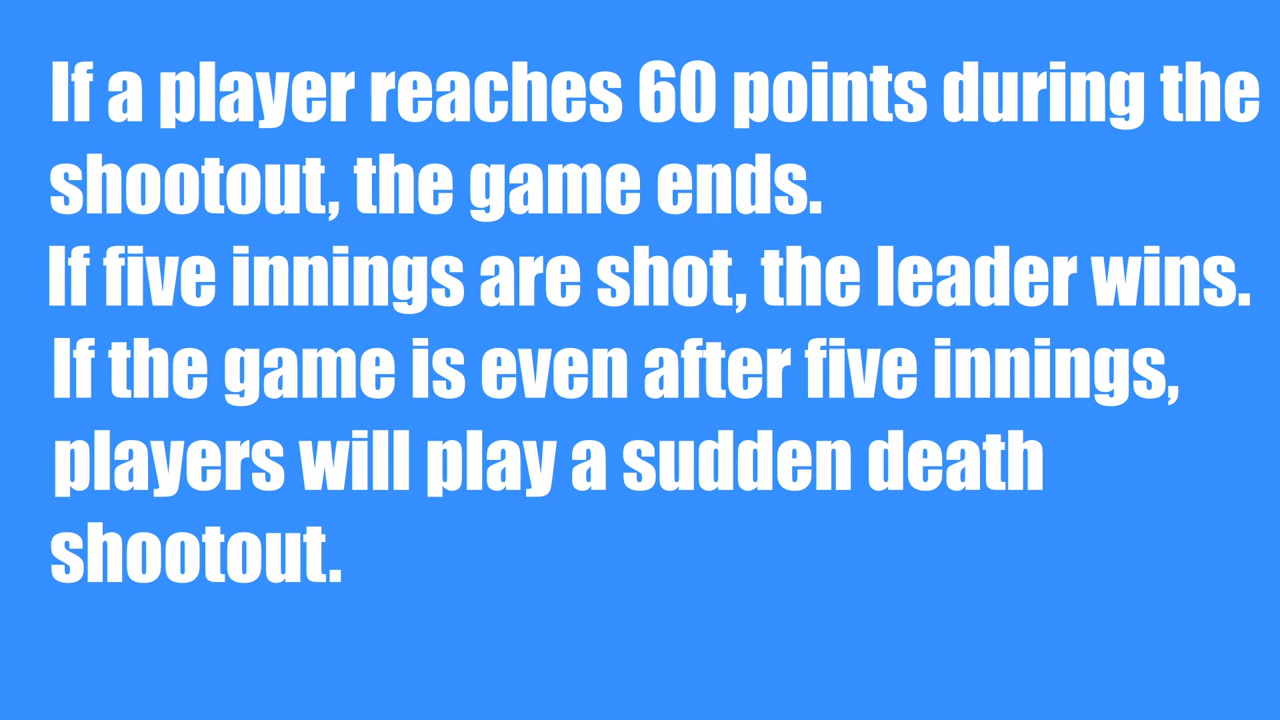 If a player reaches 60 points during the
shootout, the game ends.
If five innings are shot, the leader wins.
If the game is even after five innings,
players will play a sudden death
shootout.